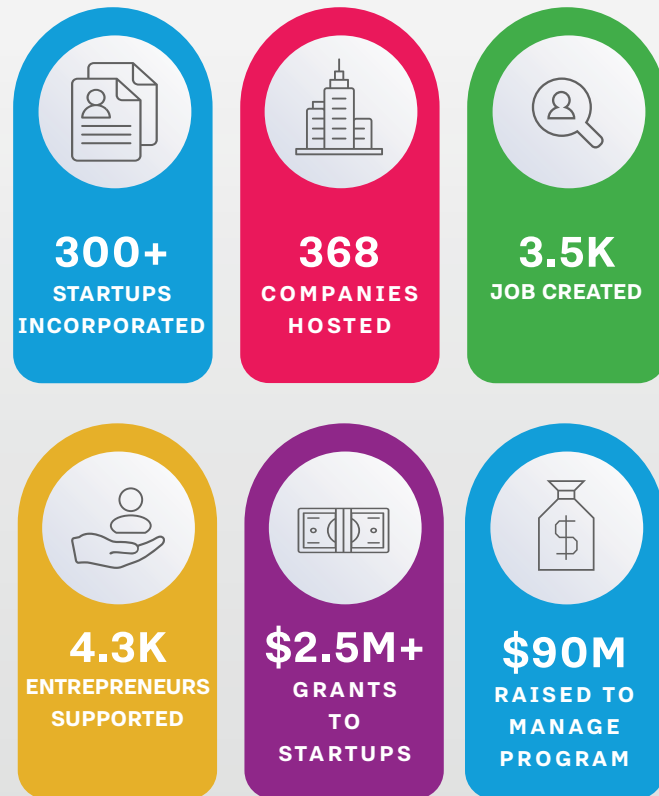 300+
STARTUPS
INCORPORATED
368
COMPANIES
HOSTED
3.5K
JOB CREATED
4.3K
ENTREPRENEURS
SUPPORTED
$2.5M+
GRANTS
TO
STARTUPS
$90M
RAISED TO
MANAGE
PROGRAM